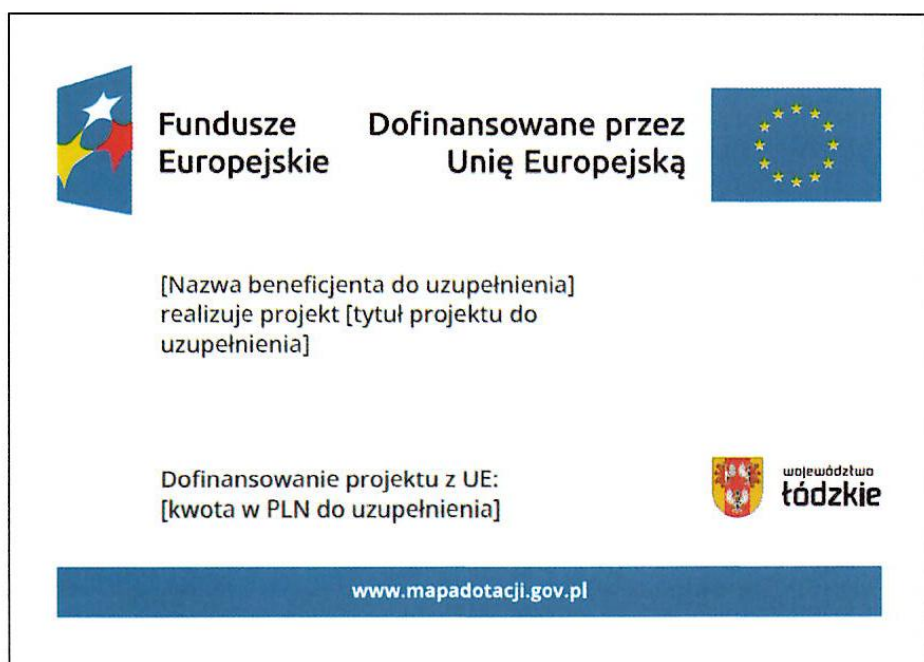 Fundusze
Europejskie
Dofinansowane przez
Unię Europejską
[Nazwa beneficjenta do uzupełnienia]
realizuje projekt [tytuł projektu do
uzupełnienia]
Dofinansowanie projektu z UE:
[kwota w PLN do uzupełnienia]
województwo
łódzkie
www.mapadotacji.gov.pl